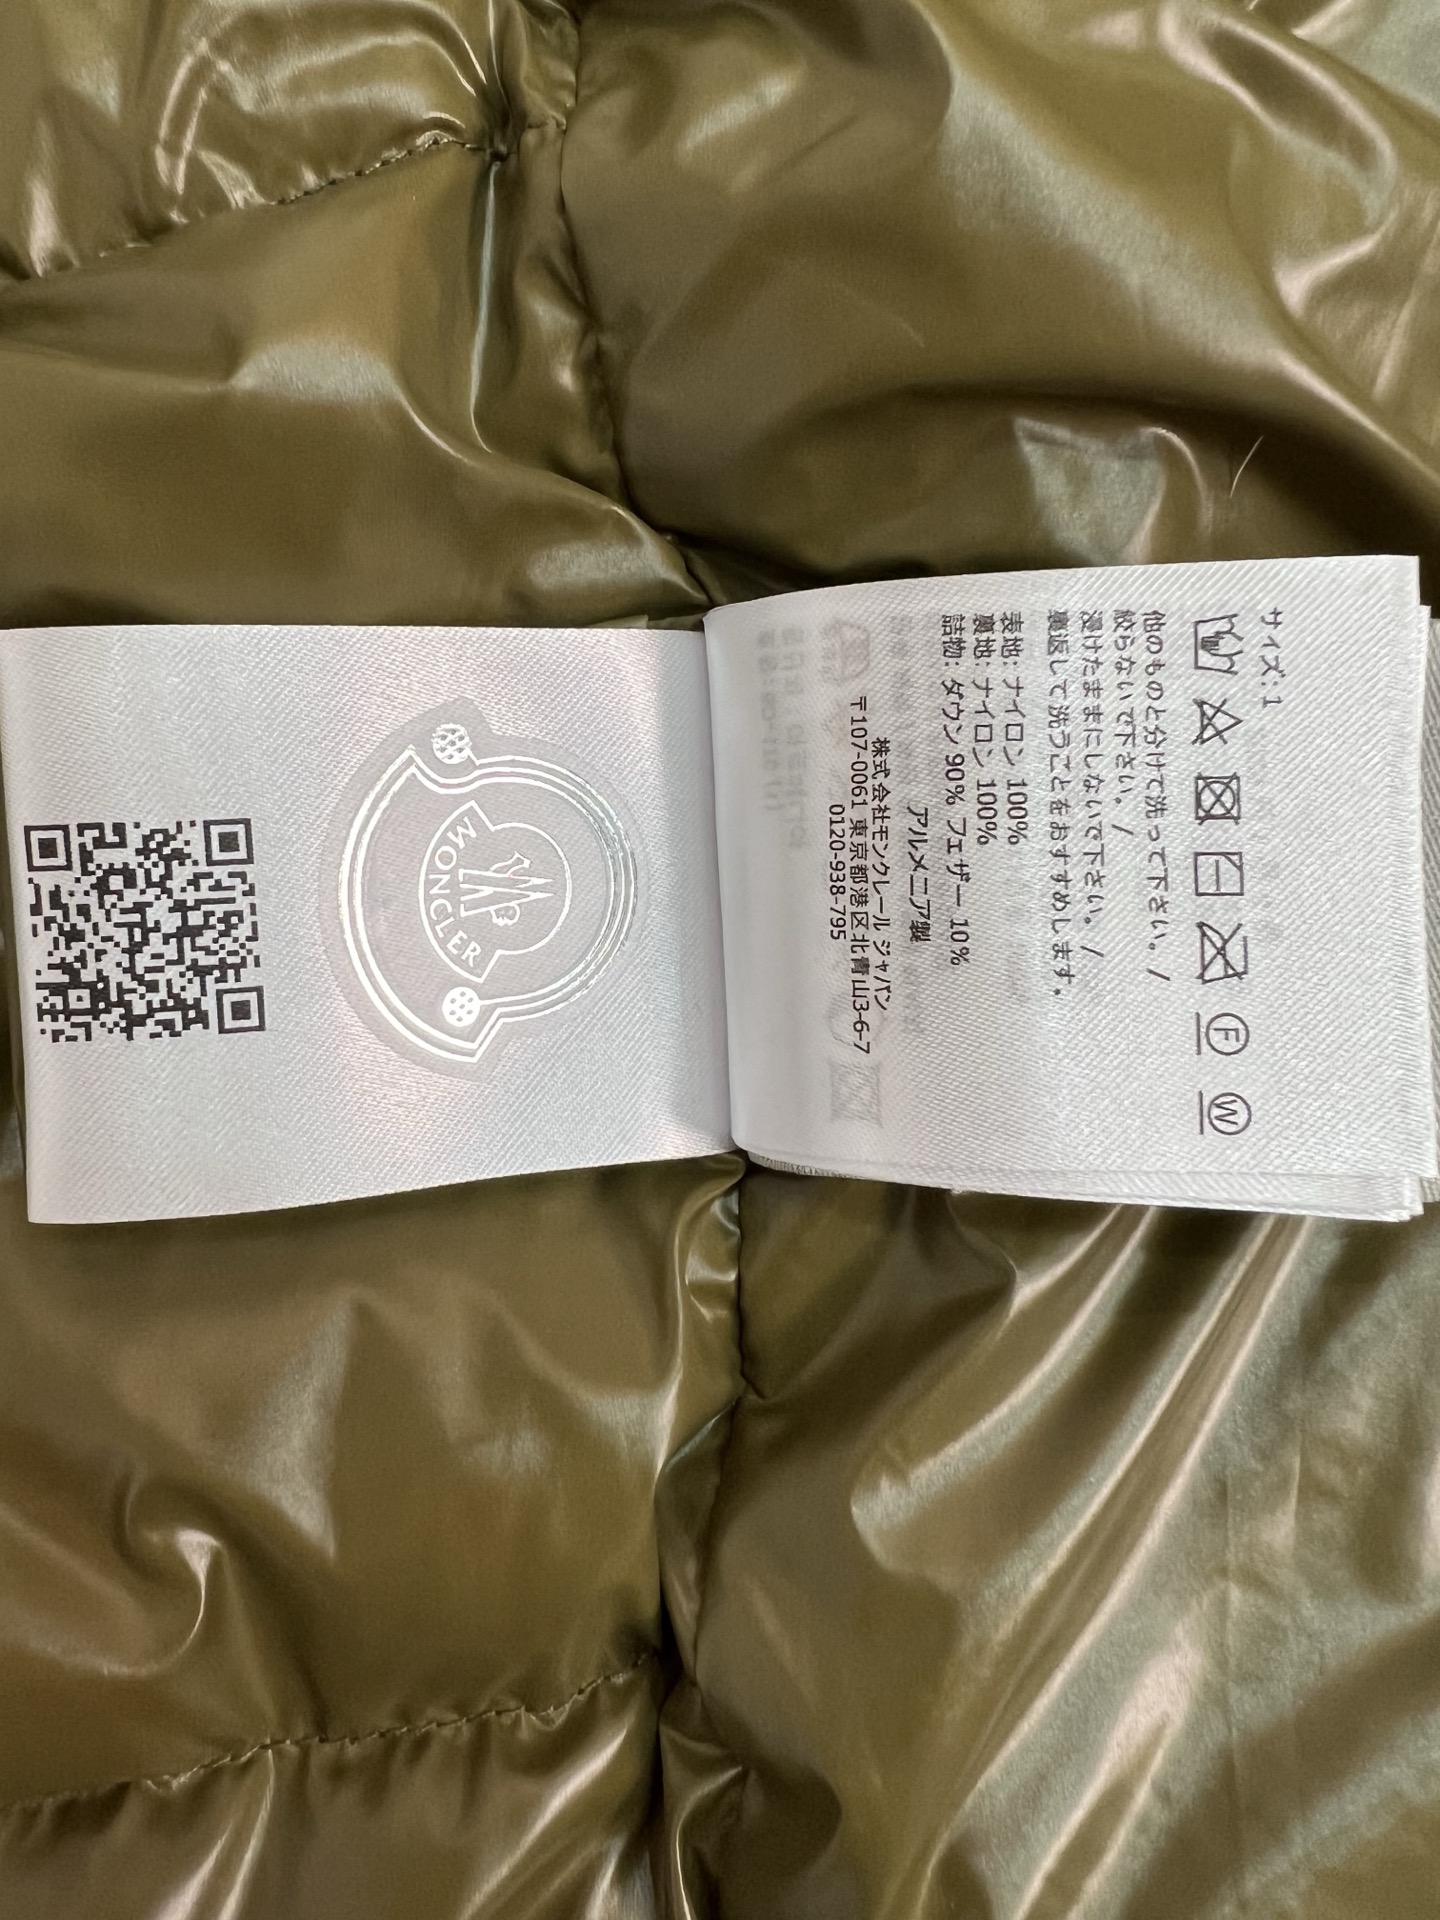 MONCLER
サイズ: 1
F W
他のものと分けて洗って下さい。/
絞らないで下さい。/
浸けたままにしないで下さい。/
裏返して洗うことをおすすめします。
表地: ナイロン 100%
裏地: ナイロン 100%
詰物: ダウン 90% フェザー 10%
アルメニア製
株式会社モンクレール ジャパン
〒107-0061 東京都港区北青山3-6-7
0120-938-795